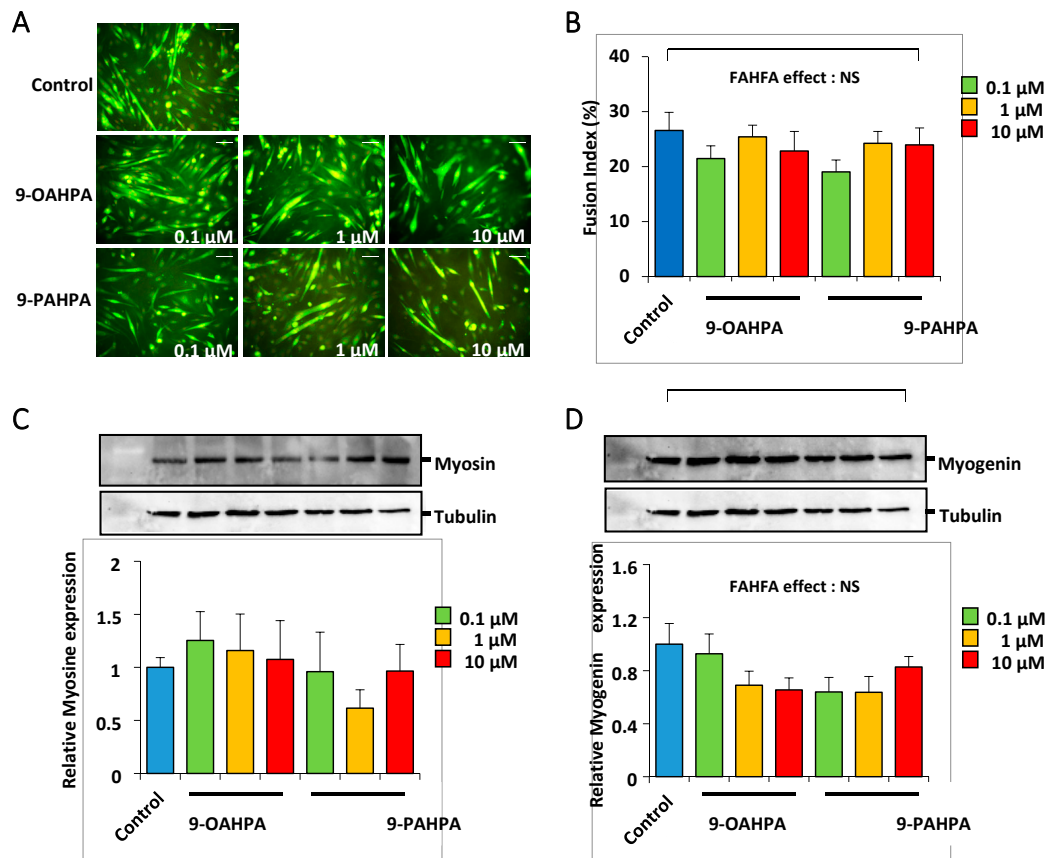 A
Control
9-OAHPA
0.1 µM
1 µM
10 µM
9-PAHPA
0.1 µM
1 µM
10 µM
B
FAHFA effect : NS
Fusion Index (%)
40
30
20
10
0
Control
9-OAHPA
9-PAHPA
0.1 µM
1 µM
10 µM
C
Myosin
Tubulin
Relative Myosine expression
2
1.5
1
0.5
0
Control
9-OAHPA
9-PAHPA
0.1 µM
1 µM
10 µM
D
Myogenin
Tubulin
FAHFA effect : NS
Relative Myogenin expression
1.6
1.2
0.8
0.4
0
Control
9-OAHPA
9-PAHPA
0.1 µM
1 µM
10 µM